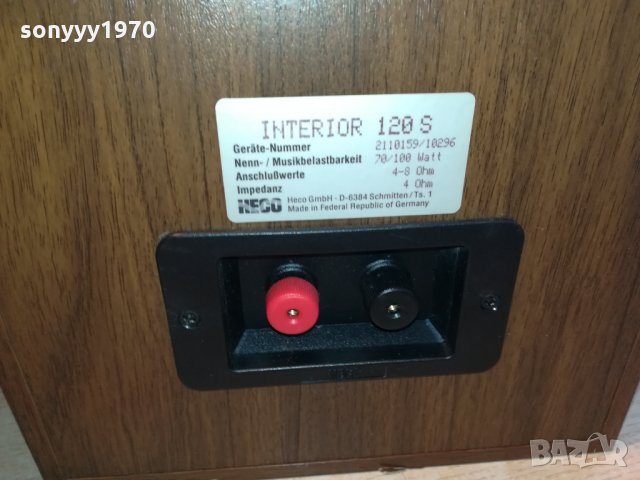 sonyyy1970
INTERIOR 120 S
Geräte-Nummer 2110159/10296
Nenn- / Musikbelastbarkeit 70/100 Watt
Anschlußwerte 4-8 Ohm
Impedanz 4 Ohm
HECO Heco GmbH · D-6384 Schmitten/Ts. 1
Made in Federal Republic of Germany
BAZAR